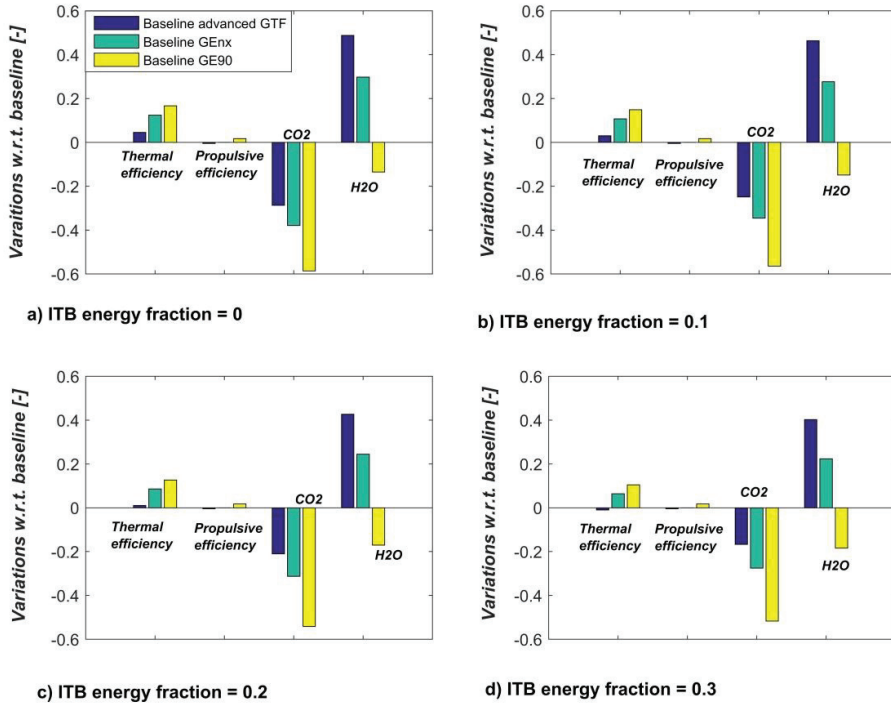 Varaitions w.r.t. baseline [-]
0.6
0.4
0.2
0
-0.2
-0.4
-0.6
Baseline advanced GTF
Baseline GEnx
Baseline GE90
Thermal
efficiency
Propulsive
efficiency
CO2
H2O
a) ITB energy fraction = 0
Variations w.r.t. baseline [-]
0.6
0.4
0.2
0
-0.2
-0.4
-0.6
Thermal
efficiency
Propulsive
efficiency
CO2
H2O
b) ITB energy fraction = 0.1
Variations w.r.t. baseline [-]
0.6
0.4
0.2
0
-0.2
-0.4
-0.6
Thermal
efficiency
Propulsive
efficiency
CO2
H2O
c) ITB energy fraction = 0.2
Variations w.r.t. baseline [-]
0.6
0.4
0.2
0
-0.2
-0.4
-0.6
Thermal
efficiency
Propulsive
efficiency
CO2
H2O
d) ITB energy fraction = 0.3